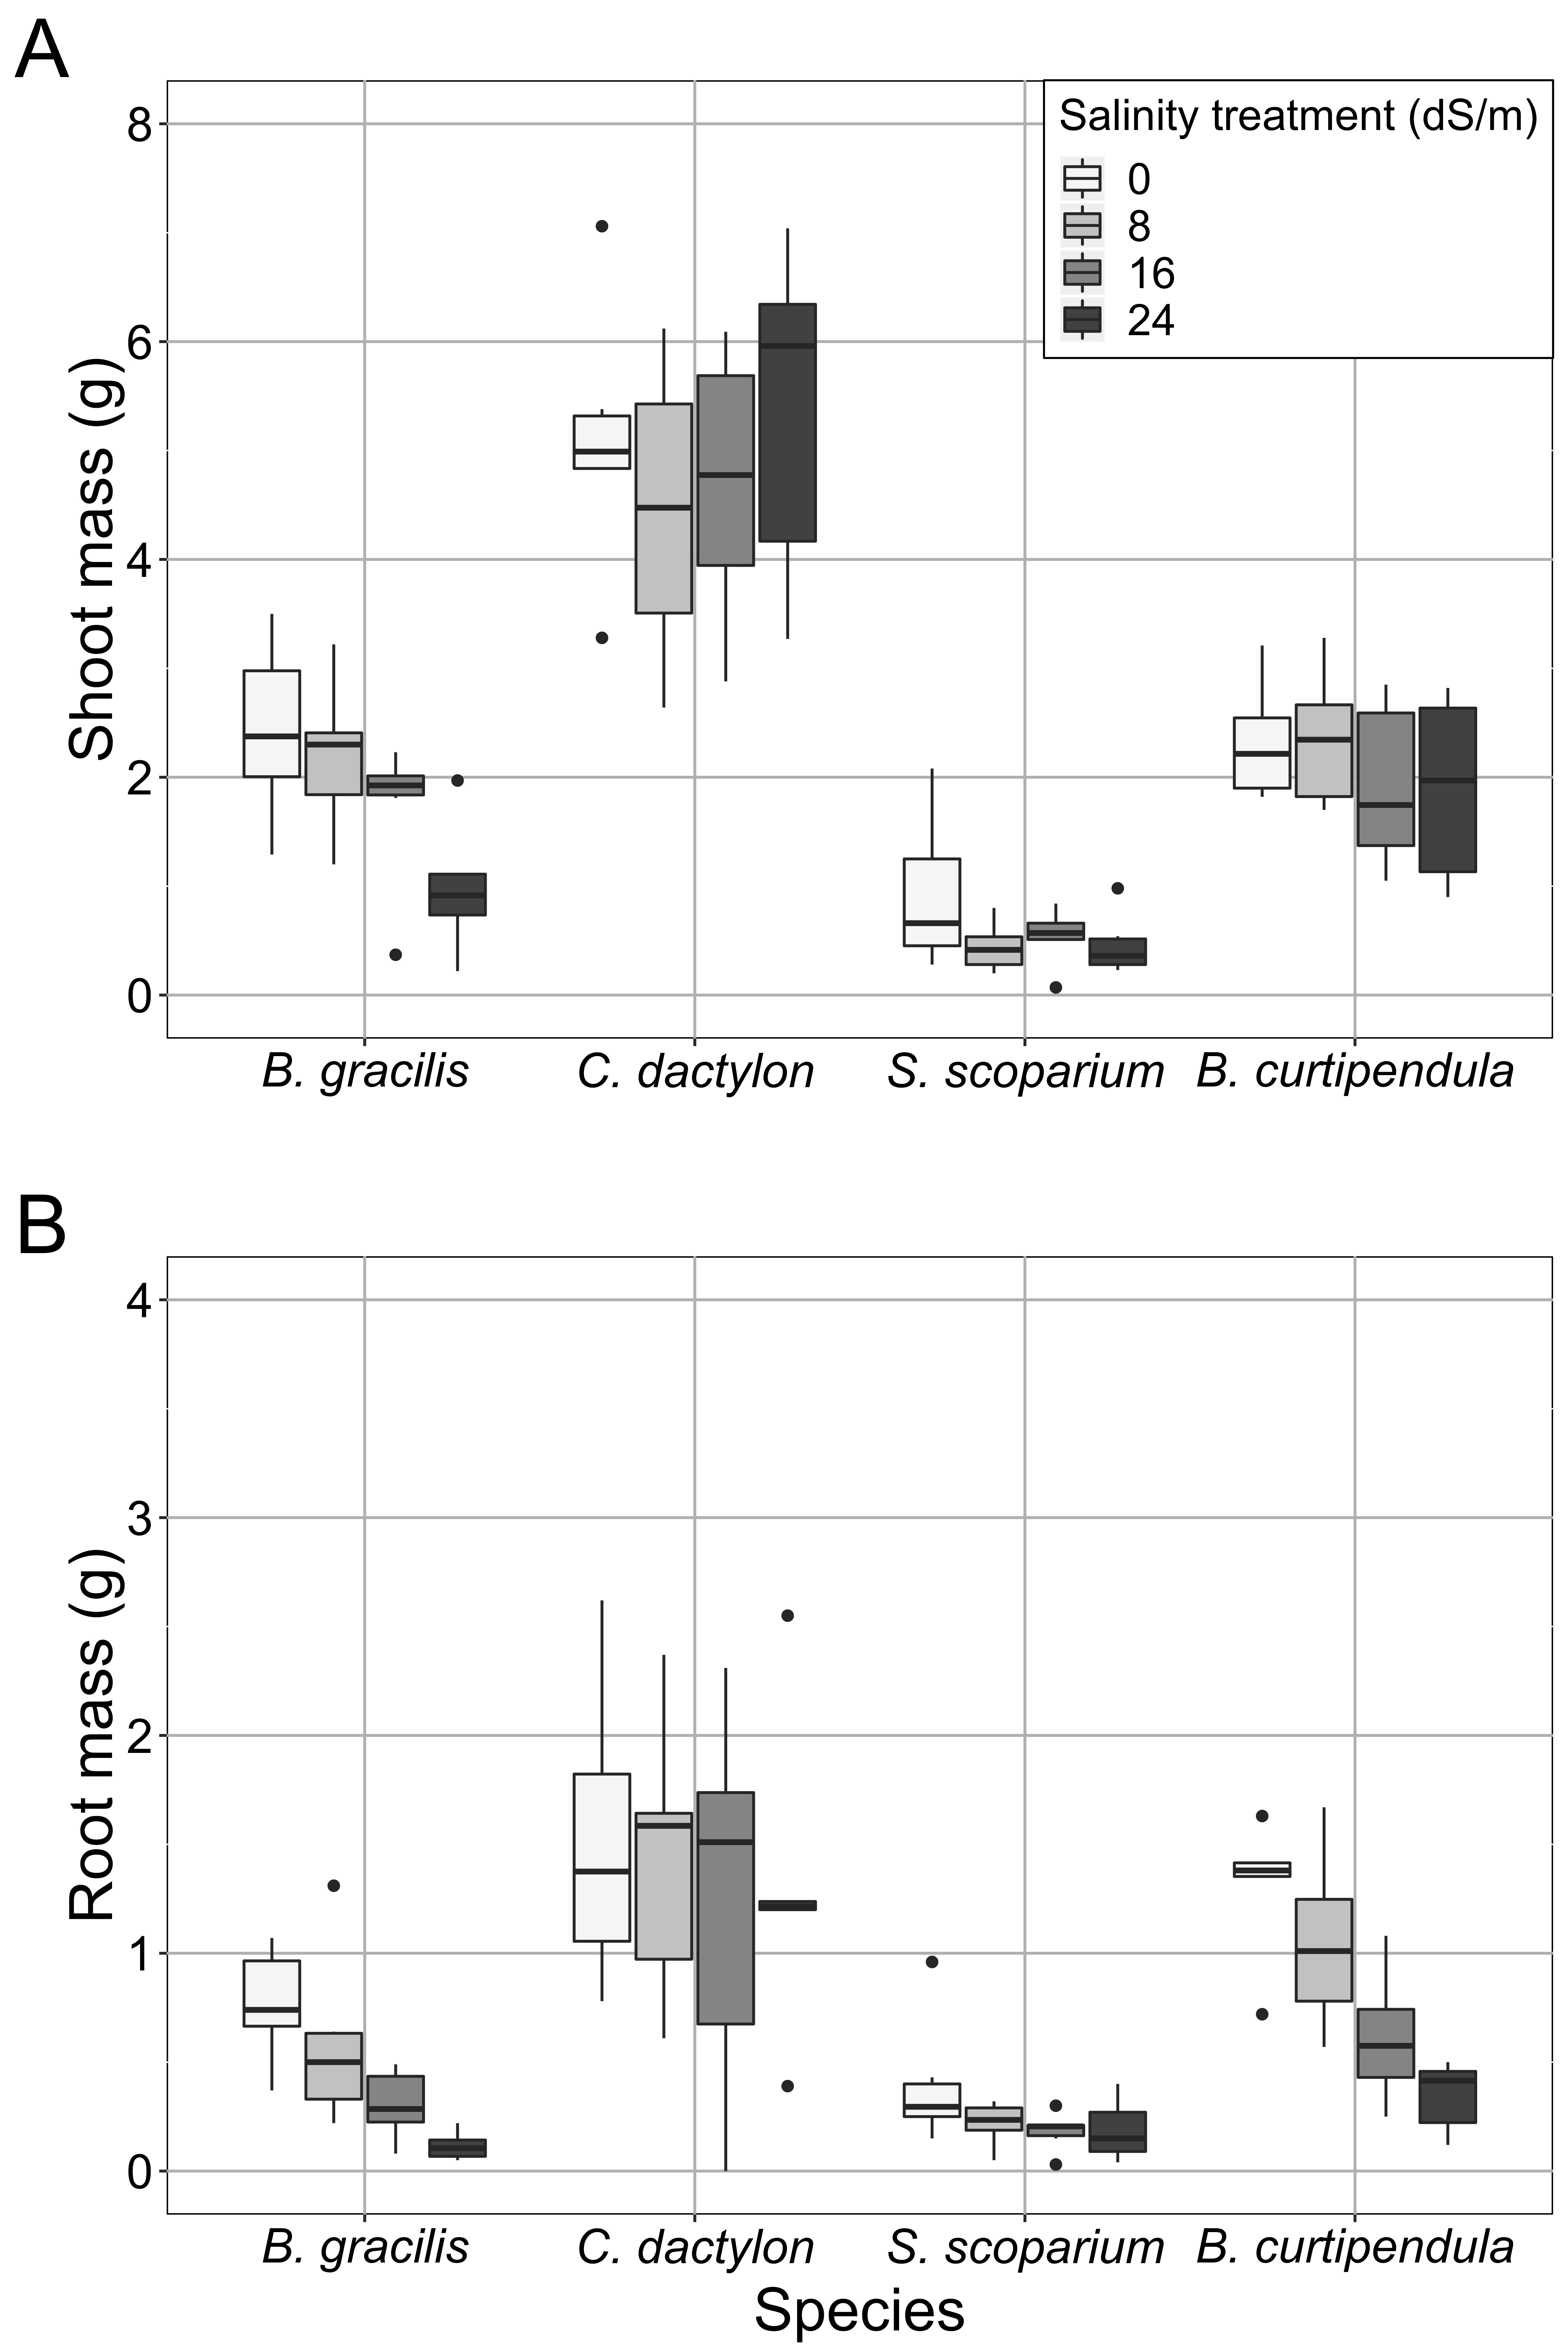 A
Shoot mass (g)
8
6
4
2
0
Salinity treatment (dS/m)
0
8
16
24
B. gracilis
C. dactylon
S. scoparium
B. curtipendula
B
Root mass (g)
4
3
2
1
0
B. gracilis
C. dactylon
S. scoparium
B. curtipendula
Species